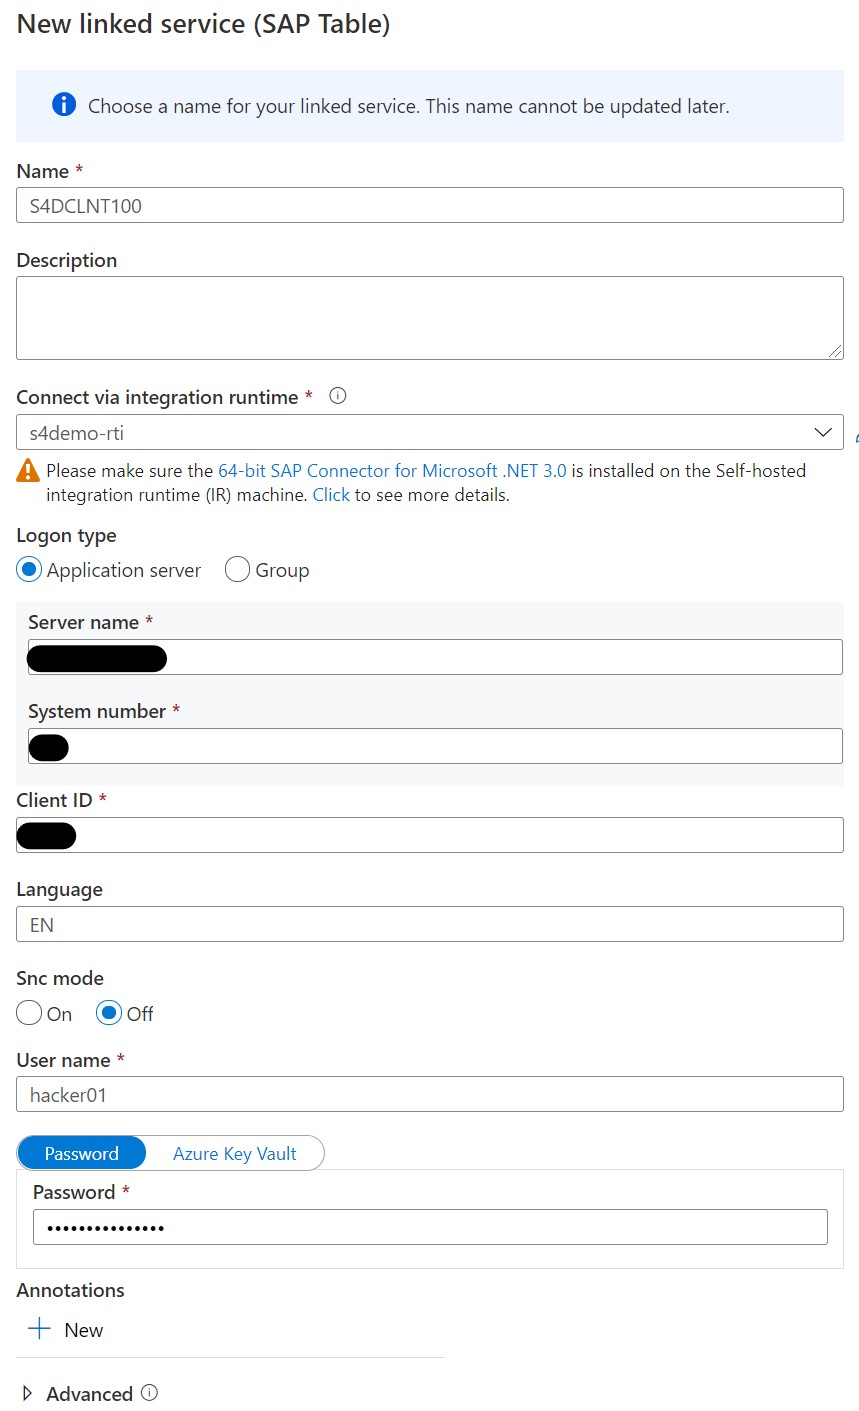 New linked service (SAP Table)
Choose a name for your linked service. This name cannot be updated later.
Name *
S4DCLNT100
Description
Connect via integration runtime *
s4demo-rti
Please make sure the 64-bit SAP Connector for Microsoft .NET 3.0 is installed on the Self-hosted
integration runtime (IR) machine. Click to see more details.
Logon type
Application server Group
Server name *
System number *
Client ID *
Language
EN
Snc mode
On Off
User name *
hacker01
Password Azure Key Vault
Password *
•••••••••••••••
Annotations
New
Advanced